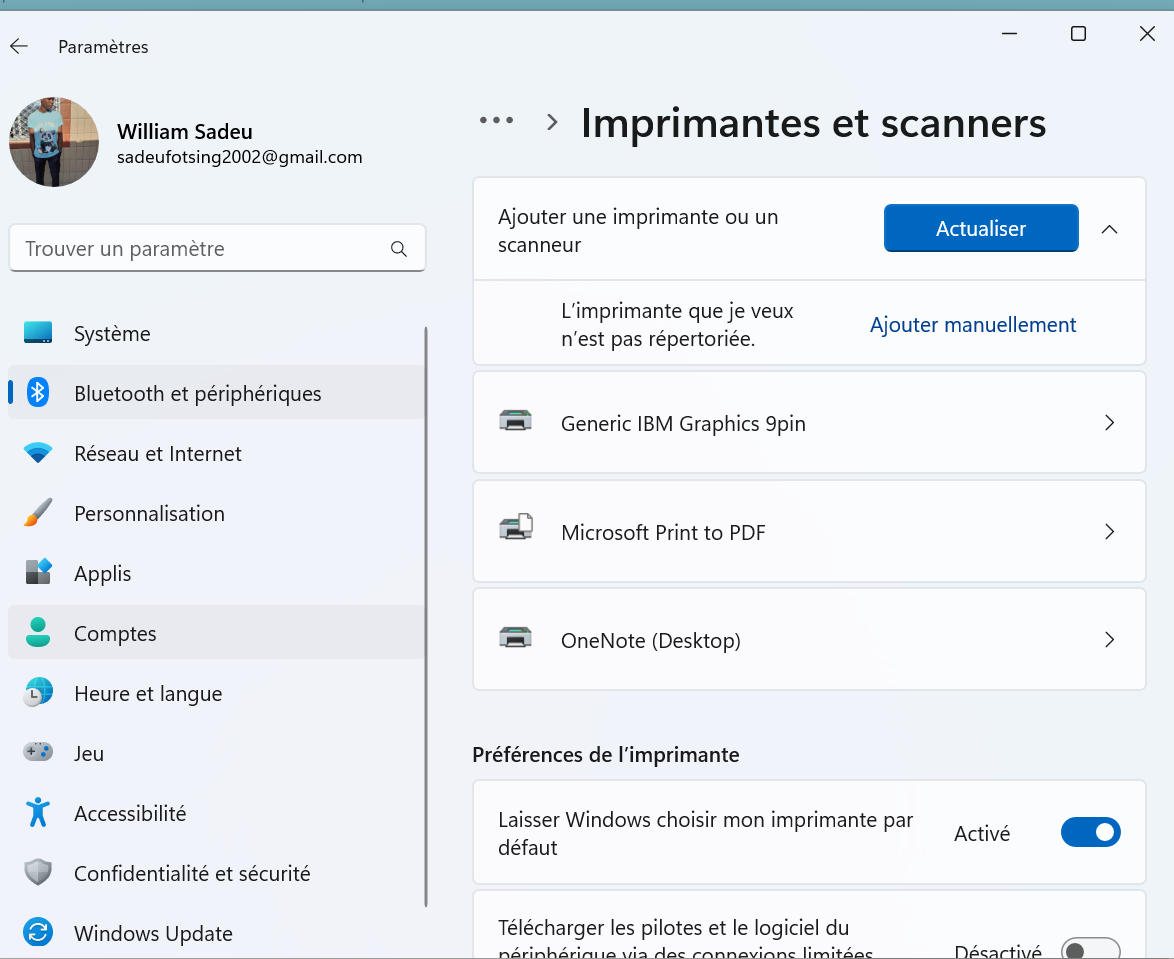 Paramètres
William Sadeu
sadeufotsing2002@gmail.com
Trouver un paramètre
Système
Bluetooth et périphériques
Réseau et Internet
Personnalisation
Applis
Comptes
Heure et langue
Jeu
Accessibilité
Confidentialité et sécurité
Windows Update
Imprimantes et scanners
Ajouter une imprimante ou un
scanneur
Actualiser
L’imprimante que je veux
n’est pas répertoriée.
Ajouter manuellement
Generic IBM Graphics 9pin
Microsoft Print to PDF
OneNote (Desktop)
Préférences de l’imprimante
Laisser Windows choisir mon imprimante par
défaut
Activé
Télécharger les pilotes et le logiciel du
périphérique via des connexions limitées
Désactivé